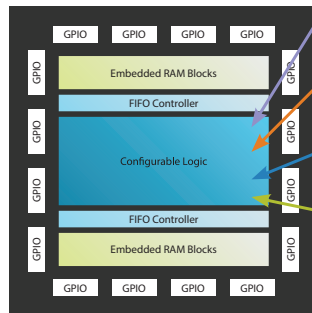 GPIO GPIO GPIO GPIO
GPIO
GPIO
Embedded RAM Blocks
FIFO Controller
GPIO
GPIO
Configurable Logic
GPIO
GPIO
FIFO Controller
GPIO
GPIO
Embedded RAM Blocks
GPIO GPIO GPIO GPIO